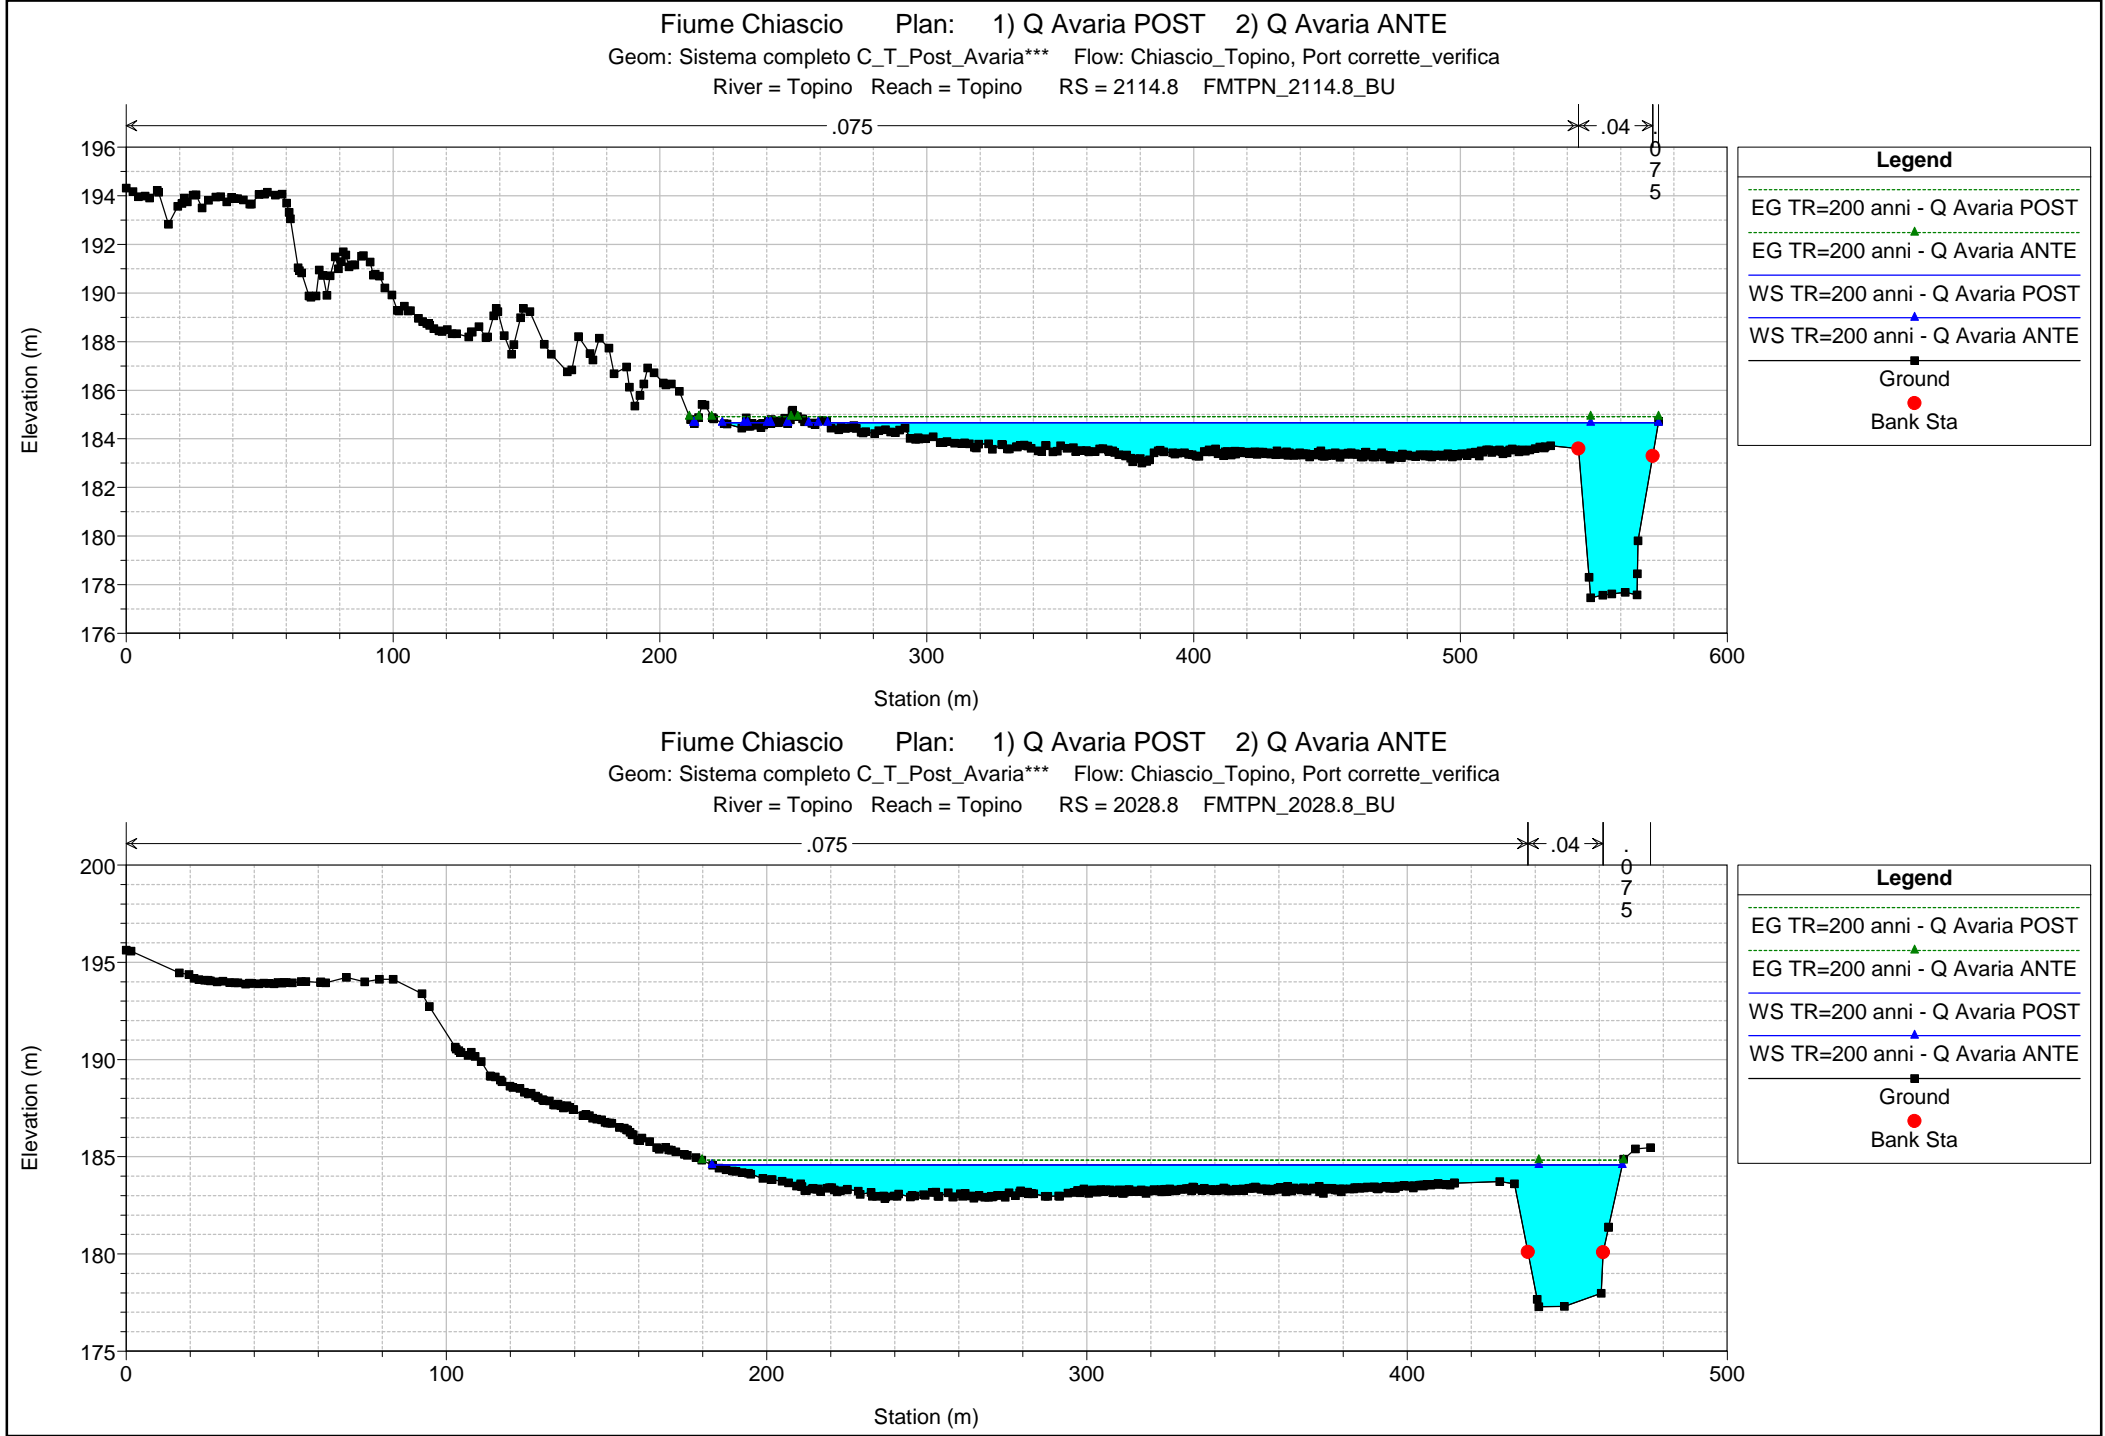 Fiume Chiascio Plan: 1) Q Avaria POST 2) Q Avaria ANTE
Geom: Sistema completo C_T_Post_Avaria*** Flow: Chiascio_Topino, Port corrette_verifica
River = Topino Reach = Topino RS = 2114.8 FMTPN_2114.8_BU
.075 .04 .075
196
194
192
190
188
186
184
182
180
178
176
Elevation (m)
0 100 200 300 400 500 600
Station (m)
Legend
EG TR=200 anni - Q Avaria POST
EG TR=200 anni - Q Avaria ANTE
WS TR=200 anni - Q Avaria POST
WS TR=200 anni - Q Avaria ANTE
Ground
Bank Sta
Fiume Chiascio Plan: 1) Q Avaria POST 2) Q Avaria ANTE
Geom: Sistema completo C_T_Post_Avaria*** Flow: Chiascio_Topino, Port corrette_verifica
River = Topino Reach = Topino RS = 2028.8 FMTPN_2028.8_BU
.075 .04 .075
200
195
190
185
180
175
Elevation (m)
0 100 200 300 400 500
Station (m)
Legend
EG TR=200 anni - Q Avaria POST
EG TR=200 anni - Q Avaria ANTE
WS TR=200 anni - Q Avaria POST
WS TR=200 anni - Q Avaria ANTE
Ground
Bank Sta